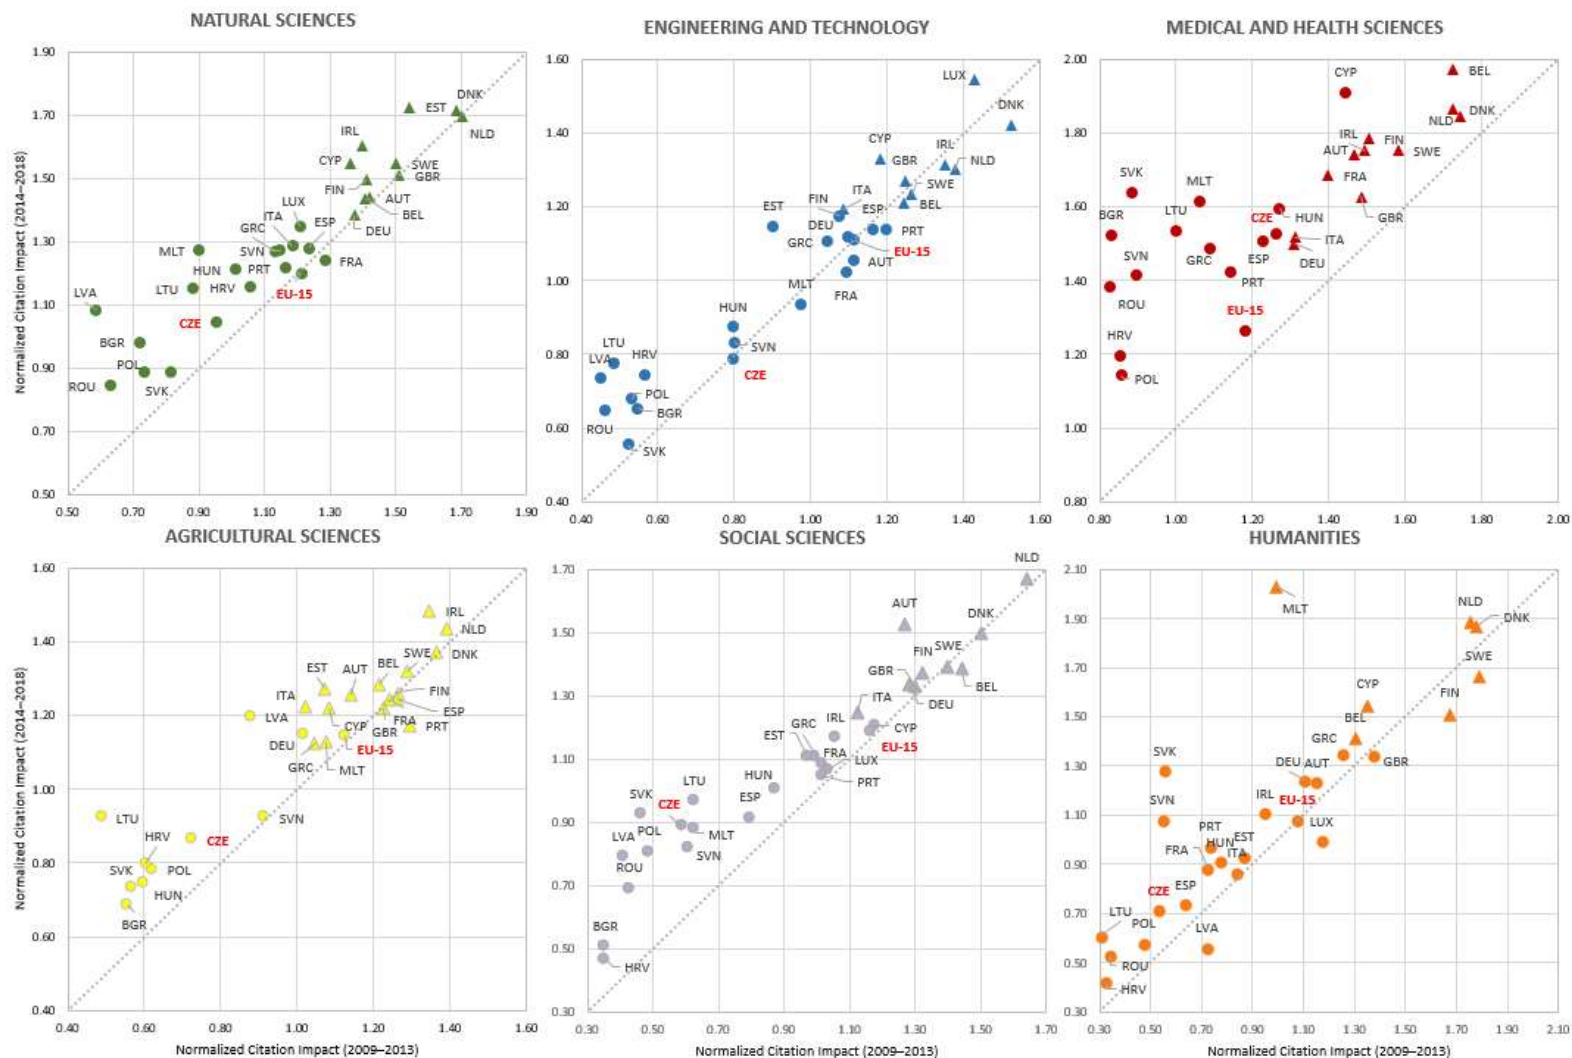 NATURAL SCIENCES
Normalized Citation Impact (2014–2018)
1.90
1.70
1.50
1.30
1.10
0.90
0.70
0.50
0.50 0.70 0.90 1.10 1.30 1.50 1.70 1.90
DNK
EST
NLD
IRL
CYP
SWE
GBR
FIN
AUT
LUX
BEL
ITA
ESP
DEU
GRC
MLT
SVN
FRA
HUN
PRT
LTU
HRV
EU-15
LVA
CZE
BGR
POL
ROU
SVK
ENGINEERING AND TECHNOLOGY
1.60
1.40
1.20
1.00
0.80
0.60
0.40
0.40 0.60 0.80 1.00 1.20 1.40 1.60
LUX
DNK
CYP
IRL
GBR
NLD
SWE
ITA
FIN
EST
ESP
BEL
DEU
PRT
GRC
EU-15
AUT
MLT
FRA
HUN
LTU
SVN
LVA
HRV
CZE
POL
BGR
ROU
SVK
MEDICAL AND HEALTH SCIENCES
2.00
1.80
1.60
1.40
1.20
1.00
0.80
0.80 1.00 1.20 1.40 1.60 1.80 2.00
CYP
BEL
DNK
NLD
IRL
FIN
AUT
SWE
SVK
FRA
MLT
BGR
LTU
CZE
HUN
GBR
ITA
SVN
GRC
ESP
DEU
PRT
ROU
EU-15
HRV
POL
AGRICULTURAL SCIENCES
Normalized Citation Impact (2014–2018)
1.60
1.40
1.20
1.00
0.80
0.60
0.40
0.40 0.60 0.80 1.00 1.20 1.40 1.60
Normalized Citation Impact (2009–2013)
IRL
NLD
SWE
DNK
EST
AUT
BEL
ITA
FIN
ESP
LVA
CYP
FRA
GBR
PRT
DEU
EU-15
GRC
MLT
LTU
SVN
HRV
CZE
SVK
POL
HUN
BGR
SOCIAL SCIENCES
1.70
1.50
1.30
1.10
0.90
0.70
0.50
0.30
0.30 0.50 0.70 0.90 1.10 1.30 1.50 1.70
Normalized Citation Impact (2009–2013)
NLD
AUT
DNK
FIN
SWE
GBR
BEL
ITA
DEU
GRC
IRL
CYP
EST
EU-15
FRA
LUX
HUN
PRT
LTU
SVK
CZE
ESP
LVA
POL
MLT
SVN
ROU
BGR
HRV
HUMANITIES
2.10
1.90
1.70
1.50
1.30
1.10
0.90
0.70
0.50
0.30
0.30 0.50 0.70 0.90 1.10 1.30 1.50 1.70 1.90 2.10
Normalized Citation Impact (2009–2013)
MLT
NLD
DNK
SWE
CYP
FIN
BEL
GRC
SVK
DEU
AUT
GBR
IRL
EU-15
SVN
LUX
PRT
HUN
EST
FRA
ITA
CZE
ESP
LTU
POL
LVA
ROU
HRV